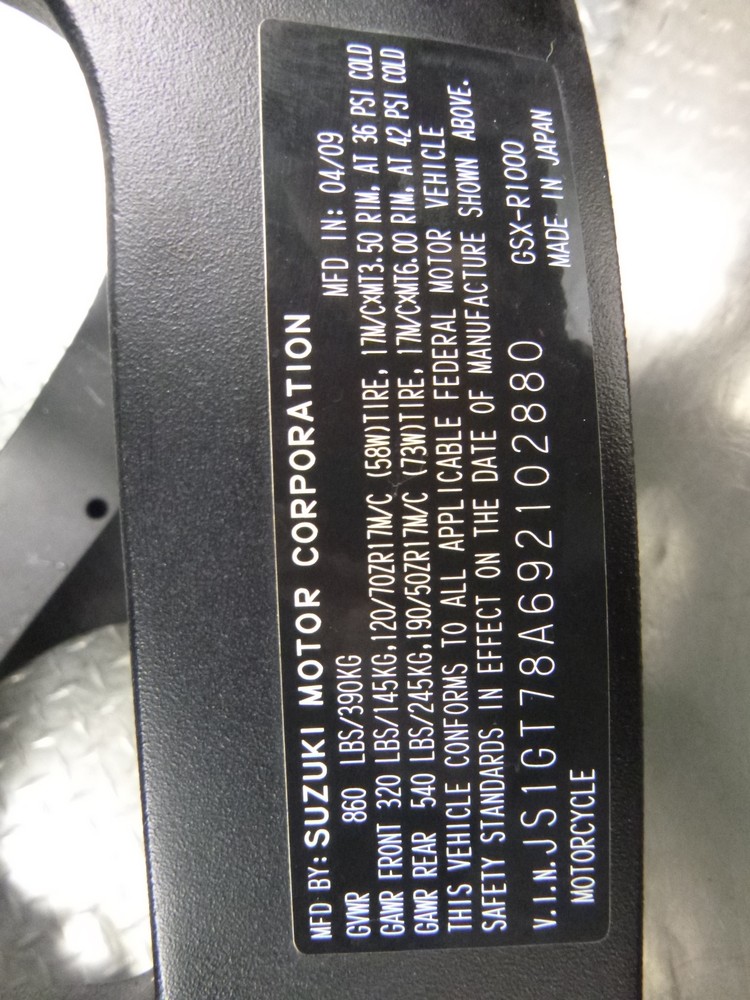 MFD BY: SUZUKI MOTOR CORPORATION
GVWR 860 LBS/390KG MFD IN: 04/09
GAWR FRONT 320 LBS/145KG, 120/70ZR17M/C (58W)TIRE, 17M/C×MT3.50 RIM, AT 36 PSI COLD
GAWR REAR 540 LBS/245KG, 190/50ZR17M/C (73W)TIRE, 17M/C×MT6.00 RIM, AT 42 PSI COLD
THIS VEHICLE CONFORMS TO ALL APPLICABLE FEDERAL MOTOR VEHICLE
SAFETY STANDARDS IN EFFECT ON THE DATE OF MANUFACTURE SHOWN ABOVE.
V.I.N. JS1GT78A692102880 GSX-R1000
MOTORCYCLE MADE IN JAPAN